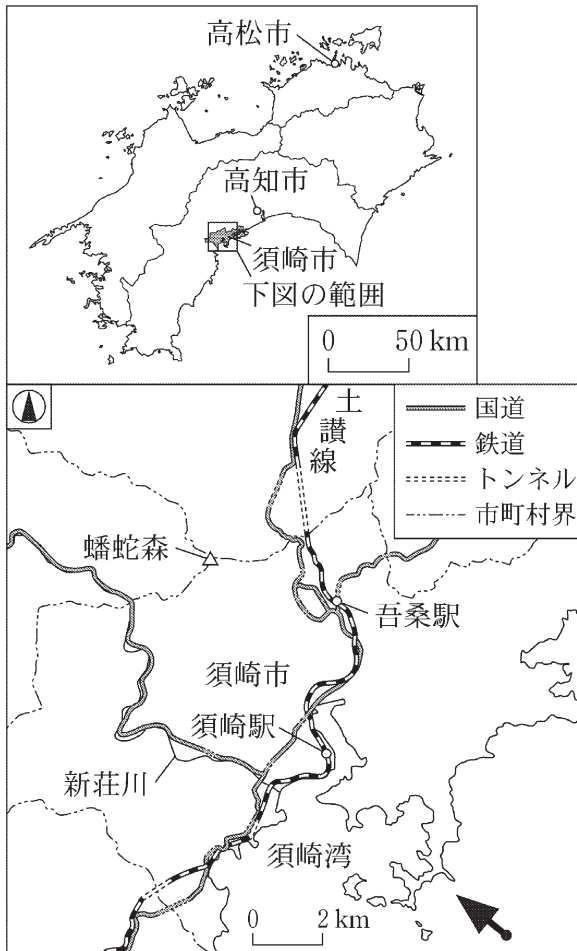 高松市
高知市
須崎市
下図の範囲
0 50 km
土讃線
国道
鉄道
トンネル
市町村界
蟠蛇森
吾桑駅
須崎市
須崎駅
新荘川
須崎湾
0 2 km